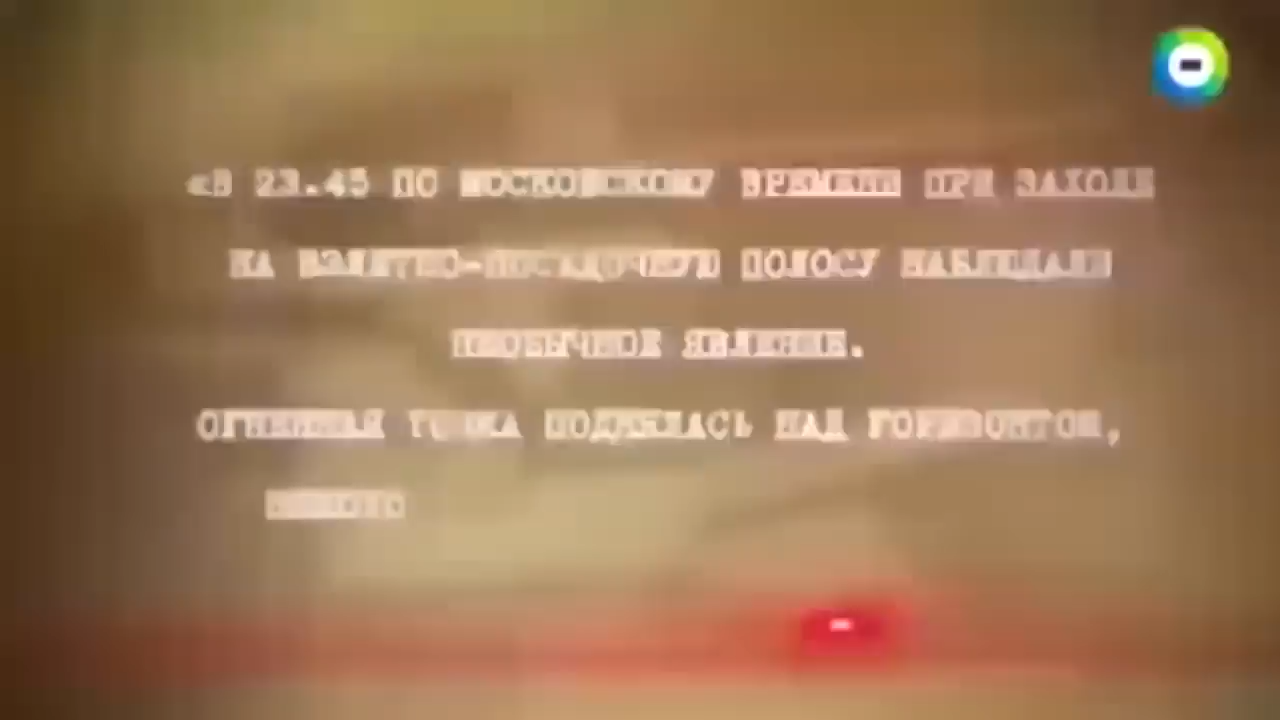 «В 23.45 ПО МОСКОВСКОМУ ВРЕМЕНИ ПРИ ЗАХОДЕ
НА ВЗЛЕТНО-ПОСАДОЧНУЮ ПОЛОСУ НАБЛЮДАЛИ
НЕОБЫЧНОЕ ЯВЛЕНИЕ.
ОГНЕННАЯ ТОЧКА ПОДНЯЛАСЬ НАД ГОРИЗОНТОМ,